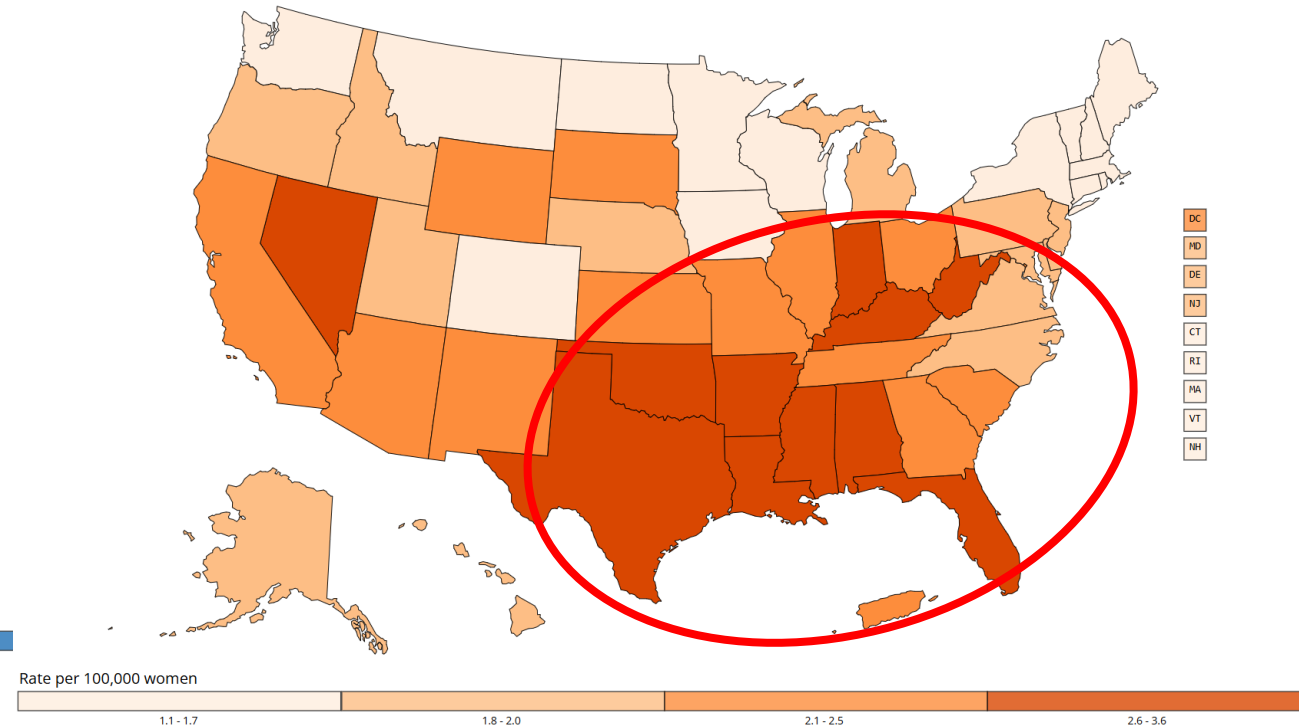 DC
MD
DE
NJ
CT
RI
MA
VT
NH
Rate per 100,000 women
1.1 - 1.7
1.8 - 2.0
2.1 - 2.5
2.6 - 3.6